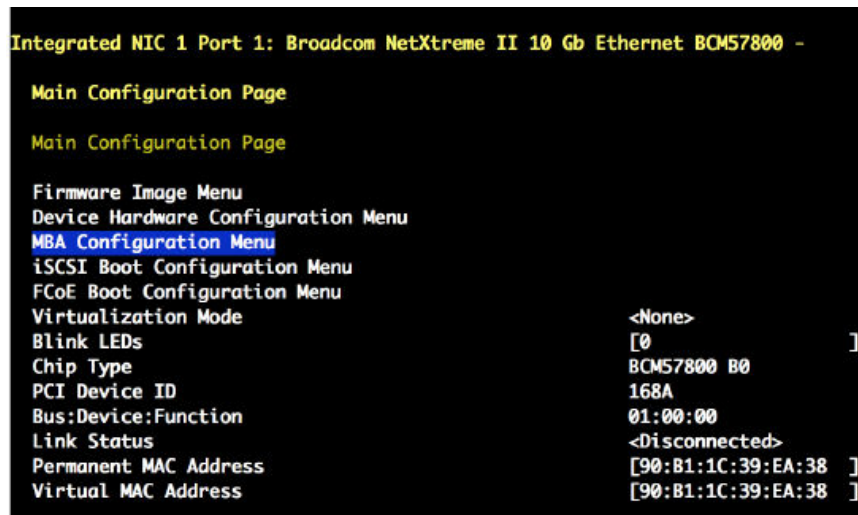 Integrated NIC 1 Port 1: Broadcom NetXtreme II 10 Gb Ethernet BCM57800 -
Main Configuration Page
Main Configuration Page
Firmware Image Menu
Device Hardware Configuration Menu
MBA Configuration Menu
iSCSI Boot Configuration Menu
FCoE Boot Configuration Menu
Virtualization Mode <None>
Blink LEDs [0 ]
Chip Type BCM57800 B0
PCI Device ID 168A
Bus:Device:Function 01:00:00
Link Status <Disconnected>
Permanent MAC Address [90:B1:1C:39:EA:38 ]
Virtual MAC Address [90:B1:1C:39:EA:38 ]